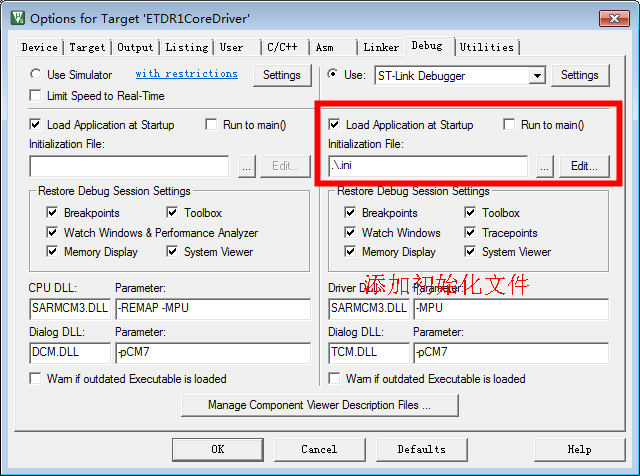 Options for Target 'ETDR1CoreDriver'
Device Target Output Listing User C/C++ Asm Linker Debug Utilities
Use Simulator with restrictions Settings
Limit Speed to Real-Time
Load Application at Startup Run to main()
Initialization File:
... Edit...
Restore Debug Session Settings
Breakpoints Toolbox
Watch Windows & Performance Analyzer
Memory Display System Viewer
CPU DLL: Parameter:
SARMCM3.DLL -REMAP -MPU
Dialog DLL: Parameter:
DCM.DLL -pCM7
Warn if outdated Executable is loaded
Use: ST-Link Debugger Settings
Load Application at Startup Run to main()
Initialization File:
.\.ini ... Edit...
Restore Debug Session Settings
Breakpoints Toolbox
Watch Windows Tracepoints
Memory Display System Viewer
添加初始化文件
Driver DLL: Parameter:
SARMCM3.DLL -MPU
Dialog DLL: Parameter:
TCM.DLL -pCM7
Warn if outdated Executable is loaded
Manage Component Viewer Description Files ...
OK Cancel Defaults Help